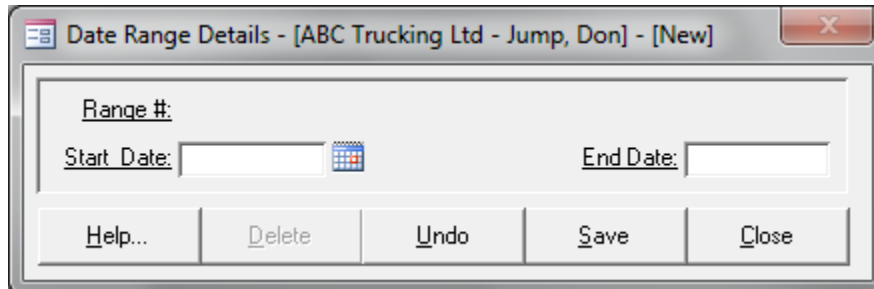 Date Range Details - [ABC Trucking Ltd - Jump, Don] - [New]
Range #:
Start Date: End Date:
Help... Delete Undo Save Close